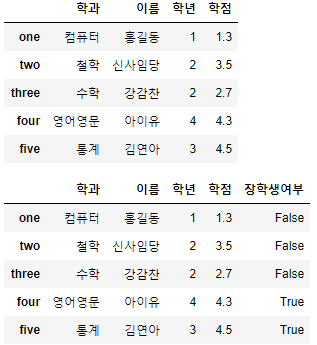 학과 이름 학년 학점
one 컴퓨터 홍길동 1 1.3
two 철학 신사임당 2 3.5
three 수학 강감찬 2 2.7
four 영어영문 아이유 4 4.3
five 통계 김연아 3 4.5
학과 이름 학년 학점 장학생여부
one 컴퓨터 홍길동 1 1.3 False
two 철학 신사임당 2 3.5 False
three 수학 강감찬 2 2.7 False
four 영어영문 아이유 4 4.3 True
five 통계 김연아 3 4.5 True